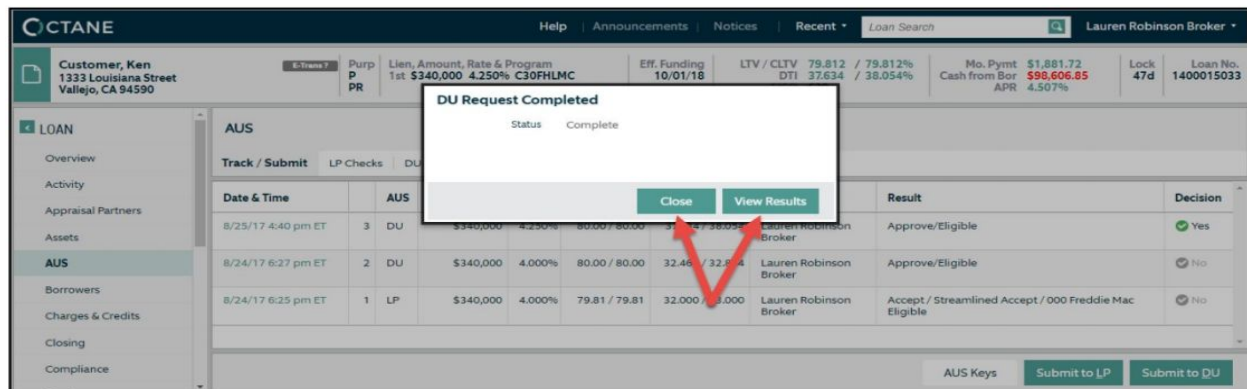 OCTANE
Help | Announcements | Notices | Recent Loan Search Lauren Robinson Broker
Customer, Ken
1333 Louisiana Street
Vallejo, CA 94590
E-Trans 7
Purp
P
PR
Lien, Amount, Rate & Program
1st $340,000 4.250% C30FHLMC
Eff. Funding
10/01/18
LTV / CLTV 79.812 / 79.812%
DTI 37.634 / 38.054%
Mo. Pymt $1,881.72
Cash from Bor $98,606.85
APR 4.507%
Lock
47d
Loan No.
1400015033
DU Request Completed
Status Complete
Close View Results
LOAN
Overview
Activity
Appraisal Partners
Assets
AUS
Borrowers
Charges & Credits
Closing
Compliance
AUS
Track / Submit LP Checks DU
Date & Time AUS Result Decision
8/25/17 4:40 pm ET 3 DU $340,000 4.250% 80.00 / 80.00 / 38.054 Lauren Robinson Broker Approve/Eligible Yes
8/24/17 6:27 pm ET 2 DU $340,000 4.000% 80.00 / 80.00 Lauren Robinson Broker Approve/Eligible No
8/24/17 6:25 pm ET 1 LP $340,000 4.000% 79.81 / 79.81 32.000 Lauren Robinson Broker Accept / Streamlined Accept / 000 Freddie Mac Eligible No
AUS Keys Submit to LP Submit to DU